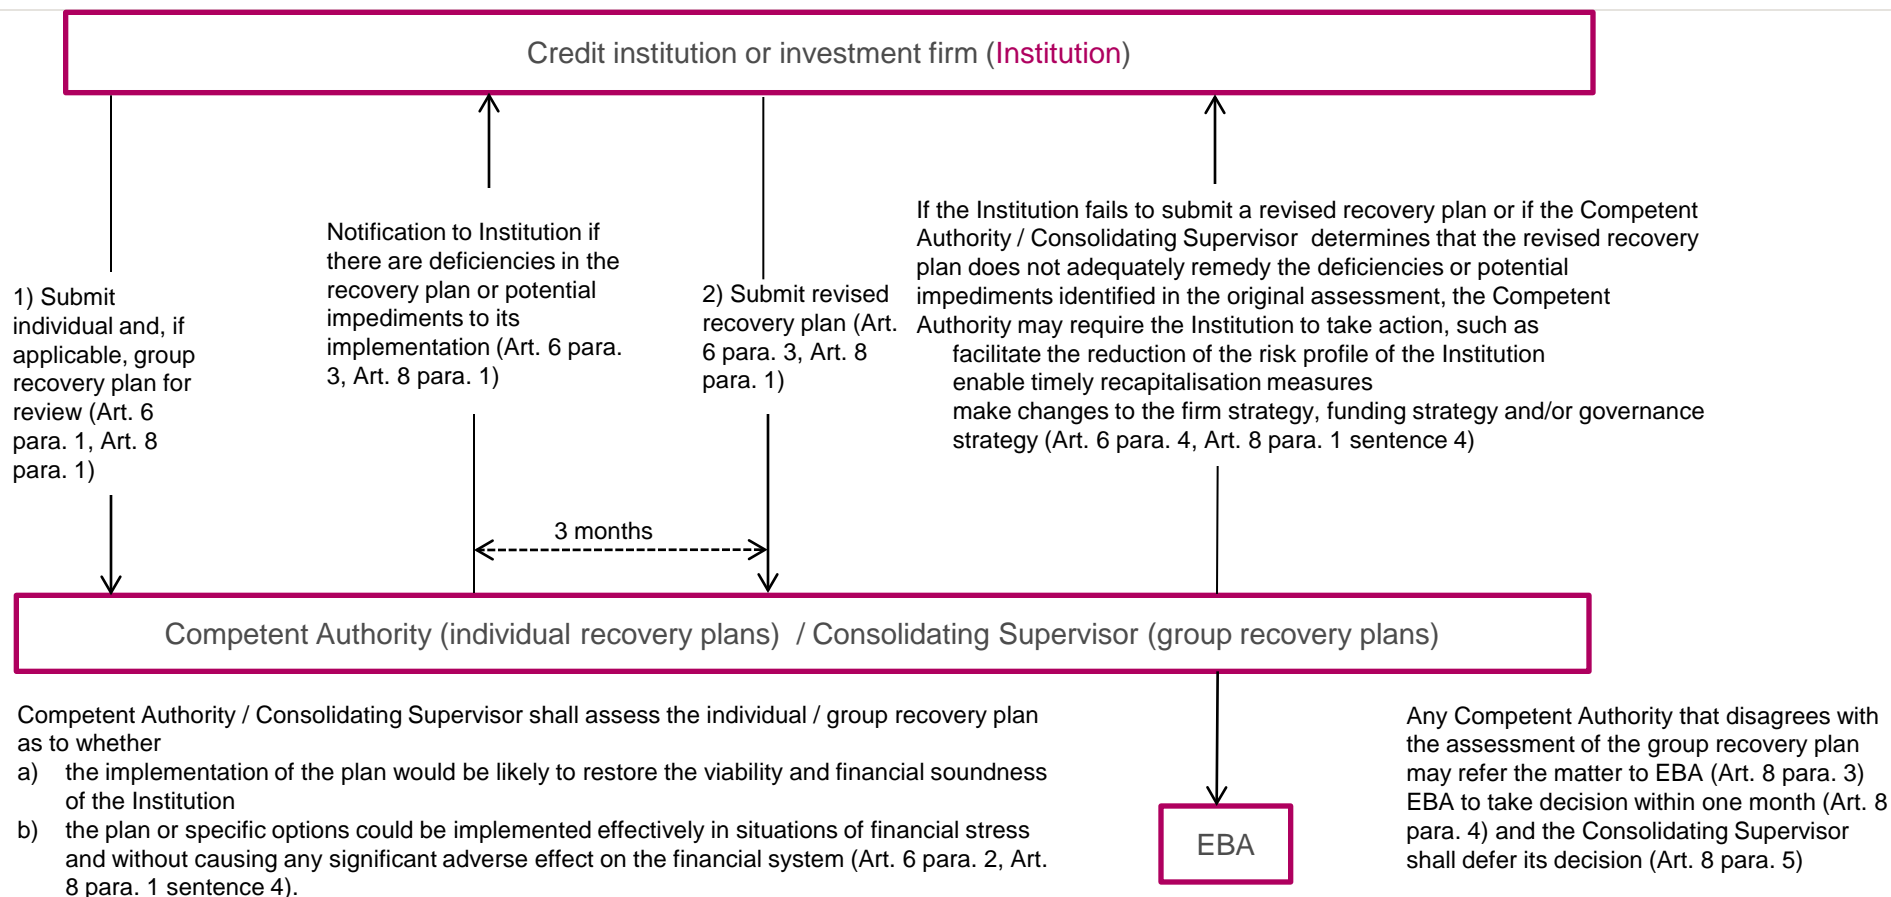 Credit institution or investment firm (Institution)
1) Submit
individual and, if
applicable, group
recovery plan for
review (Art. 6
para. 1, Art. 8
para. 1)
Notification to Institution if
there are deficiencies in the
recovery plan or potential
impediments to its
implementation (Art. 6 para.
3, Art. 8 para. 1)
2) Submit revised
recovery plan (Art.
6 para. 3, Art. 8
para. 1)
If the Institution fails to submit a revised recovery plan or if the Competent
Authority / Consolidating Supervisor determines that the revised recovery
plan does not adequately remedy the deficiencies or potential
impediments identified in the original assessment, the Competent
Authority may require the Institution to take action, such as
facilitate the reduction of the risk profile of the Institution
enable timely recapitalisation measures
make changes to the firm strategy, funding strategy and/or governance
strategy (Art. 6 para. 4, Art. 8 para. 1 sentence 4)
3 months
Competent Authority (individual recovery plans) / Consolidating Supervisor (group recovery plans)
Competent Authority / Consolidating Supervisor shall assess the individual / group recovery plan
as to whether
a) the implementation of the plan would be likely to restore the viability and financial soundness
of the Institution
b) the plan or specific options could be implemented effectively in situations of financial stress
and without causing any significant adverse effect on the financial system (Art. 6 para. 2, Art.
8 para. 1 sentence 4).
EBA
Any Competent Authority that disagrees with
the assessment of the group recovery plan
may refer the matter to EBA (Art. 8 para. 3)
EBA to take decision within one month (Art. 8
para. 4) and the Consolidating Supervisor
shall defer its decision (Art. 8 para. 5)